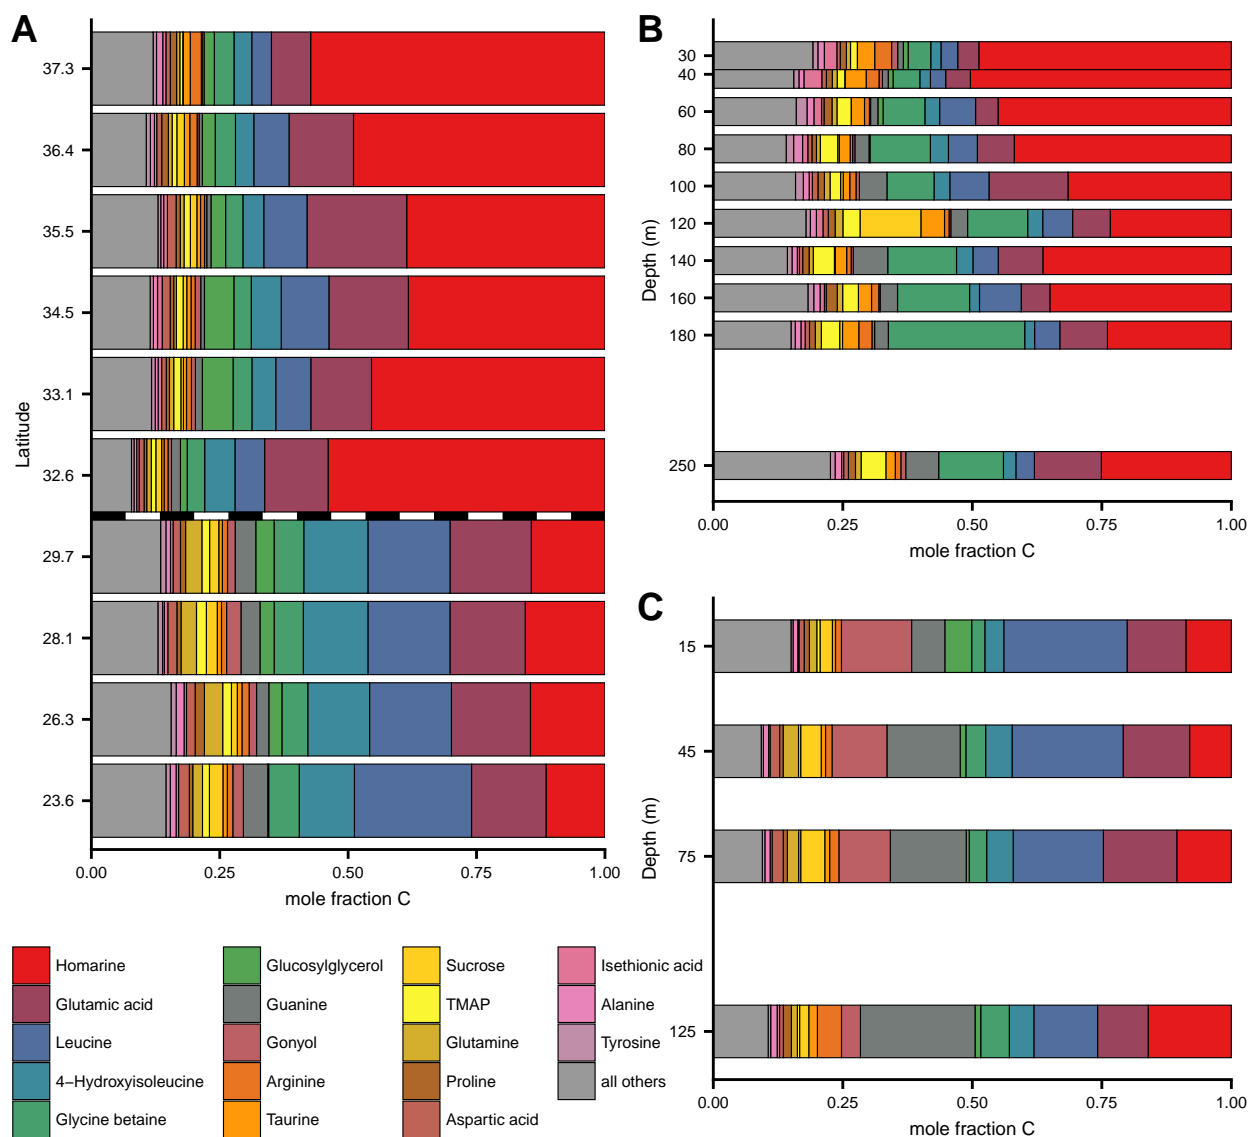 A
Latitude
37.3
36.4
35.5
34.5
33.1
32.6
29.7
28.1
26.3
23.6
0.00 0.25 0.50 0.75 1.00
mole fraction C
B
Depth (m)
30
40
60
80
100
120
140
160
180
250
0.00 0.25 0.50 0.75 1.00
mole fraction C
C
Depth (m)
15
45
75
125
0.00 0.25 0.50 0.75 1.00
mole fraction C
Homarine
Glutamic acid
Leucine
4−Hydroxyisoleucine
Glycine betaine
Glucosylglycerol
Guanine
Gonyol
Arginine
Taurine
Sucrose
TMAP
Glutamine
Proline
Aspartic acid
Isethionic acid
Alanine
Tyrosine
all others